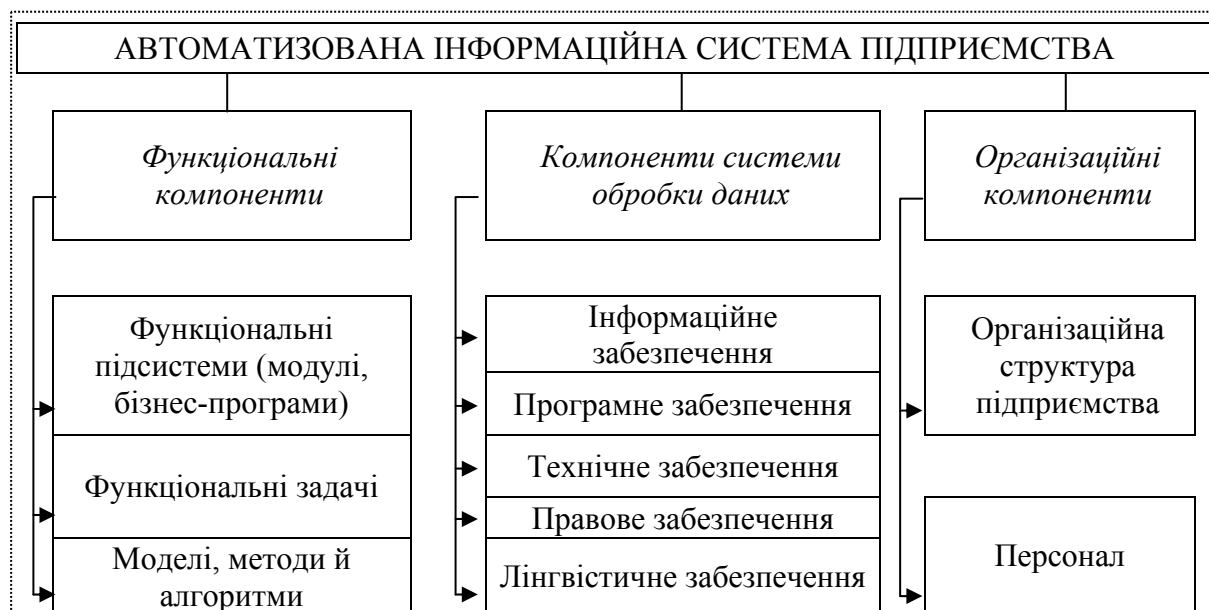 АВТОМАТИЗОВАНА ІНФОРМАЦІЙНА СИСТЕМА ПІДПРИЄМСТВА
Функціональні
компоненти
Компоненти системи
обробки даних
Організаційні
компоненти
Функціональні
підсистеми (модулі,
бізнес-програми)
Функціональні задачі
Моделі, методи й
алгоритми
Інформаційне
забезпечення
Програмне забезпечення
Технічне забезпечення
Правове забезпечення
Лінгвістичне забезпечення
Організаційна
структура
підприємства
Персонал